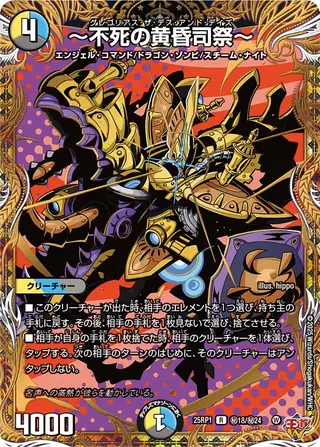 4
グレゴリアス・ザ・デス・アンド・デイズ
～不死の黄昏司祭～
エンジェル・コマンド/ドラゴン・ゾンビ/スチーム・ナイト
illus. hippo
クリーチャー
■このクリーチャーが出た時、相手のエレメントを1つ選び、持ち主の
手札に戻す。その後、相手の手札を1枚見ないで選び、捨てさせる。
■相手が自身の手札を1枚捨てた時、相手のクリーチャーを1体選び、
タップする。次の相手のターンのはじめに、そのクリーチャーはアン
タップしない。
4000
1
25RP1 R 秘18/秘24 W